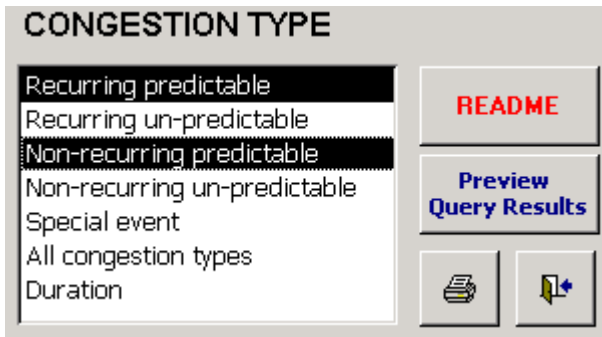 CONGESTION TYPE
Recurring predictable
Recurring un-predictable
Non-recurring predictable
Non-recurring un-predictable
Special event
All congestion types
Duration
README
Preview
Query Results